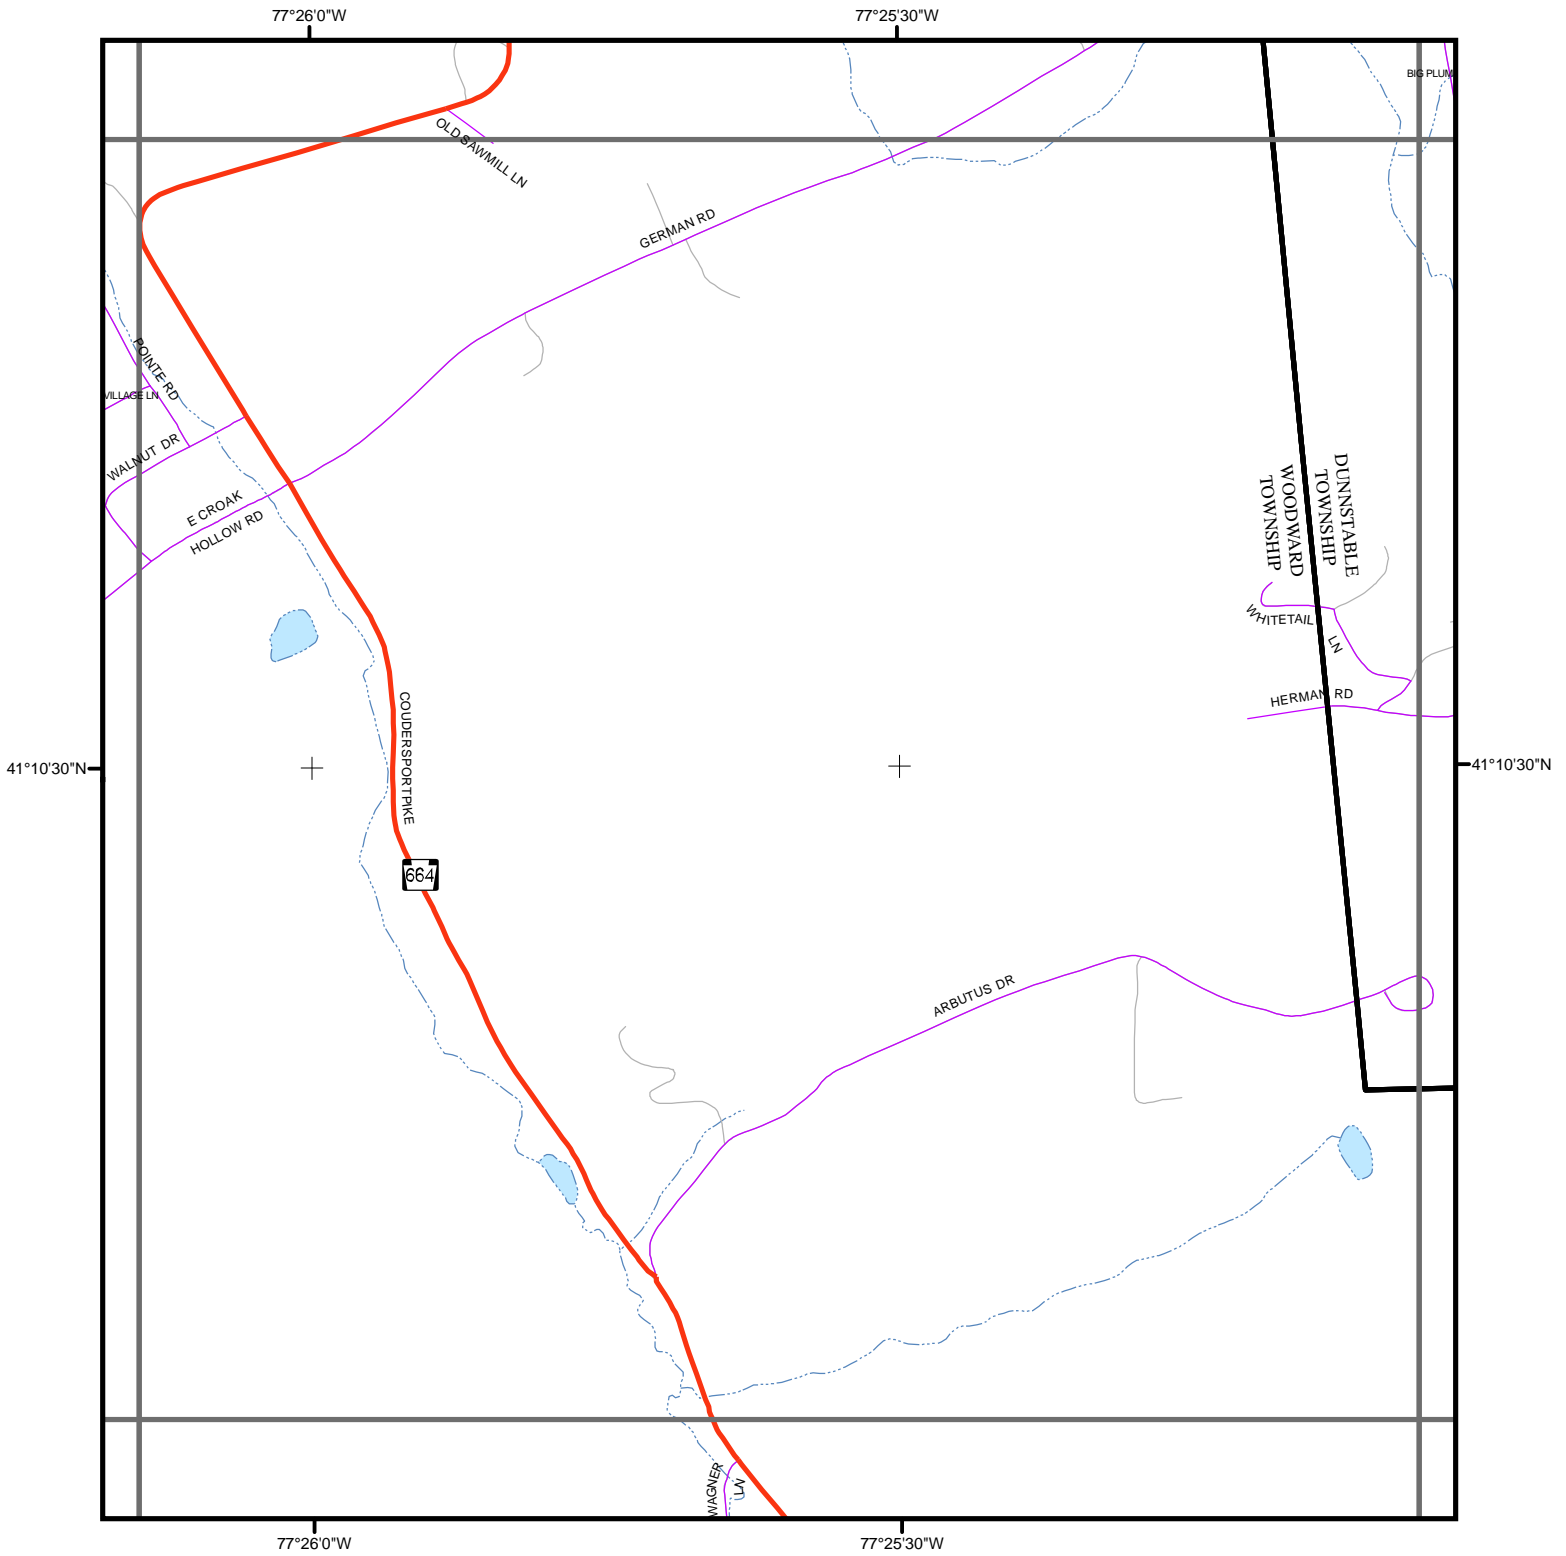 77°26'0"W
77°25'30"W
BIG PLUM
OLD SAWMILL LN
GERMAN RD
POINTE RD
VILLAGE LN
WALNUT DR
E CROAK
HOLLOW RD
DUNNSTABLE
TOWNSHIP
WOODWARD
TOWNSHIP
WHITETAIL LN
HERMAN RD
COUDERSPORT PIKE
41°10'30"N
41°10'30"N
664
ARBUTUS DR
WAGNER LN
77°26'0"W
77°25'30"W